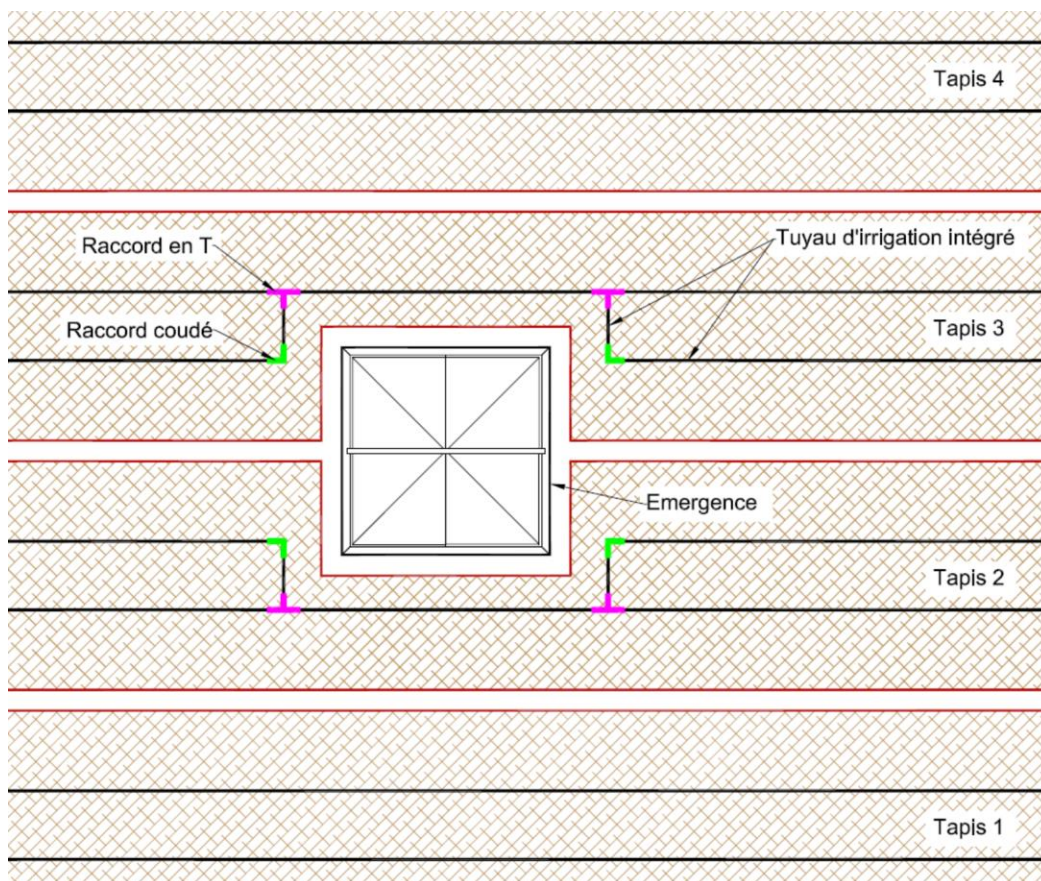 Tapis 4
Raccord en T
Tuyau d'irrigation intégré
Raccord coudé
Tapis 3
Emergence
Tapis 2
Tapis 1